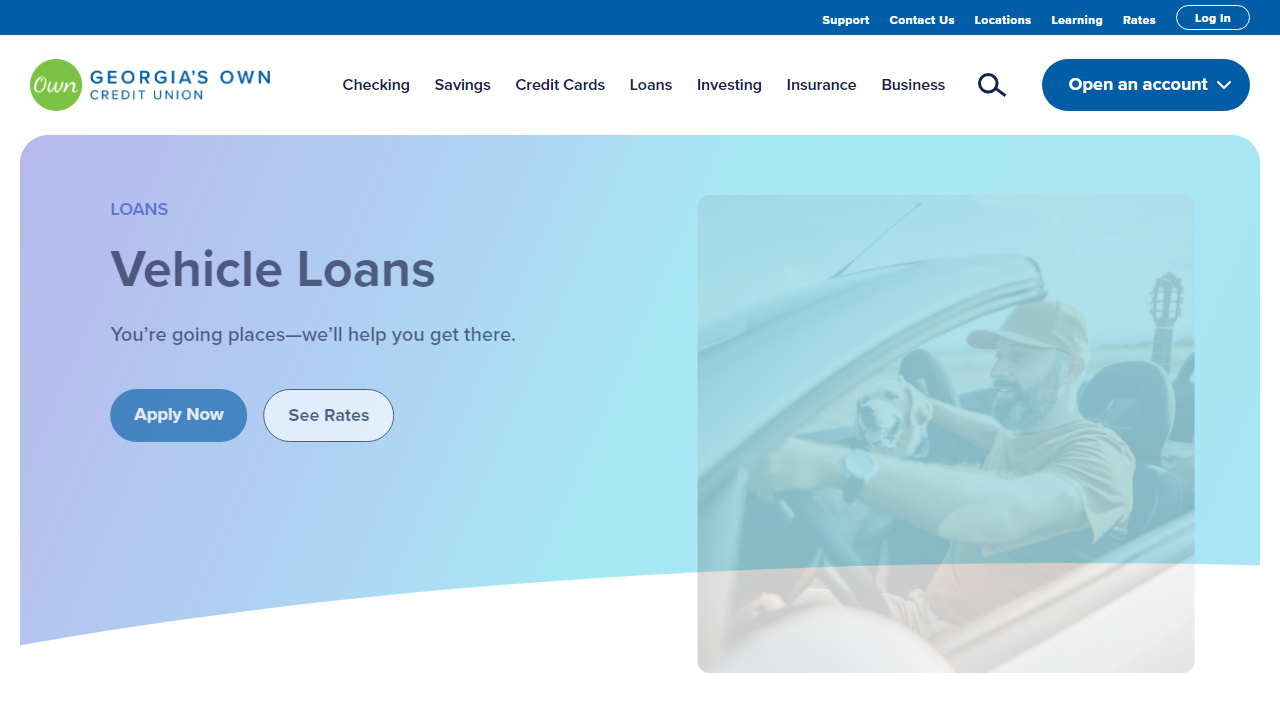 Support Contact Us Locations Learning Rates Log In
Own GEORGIA'S OWN
CREDIT UNION
Checking Savings Credit Cards Loans Investing Insurance Business Open an account
LOANS
Vehicle Loans
You’re going places—we’ll help you get there.
Apply Now See Rates